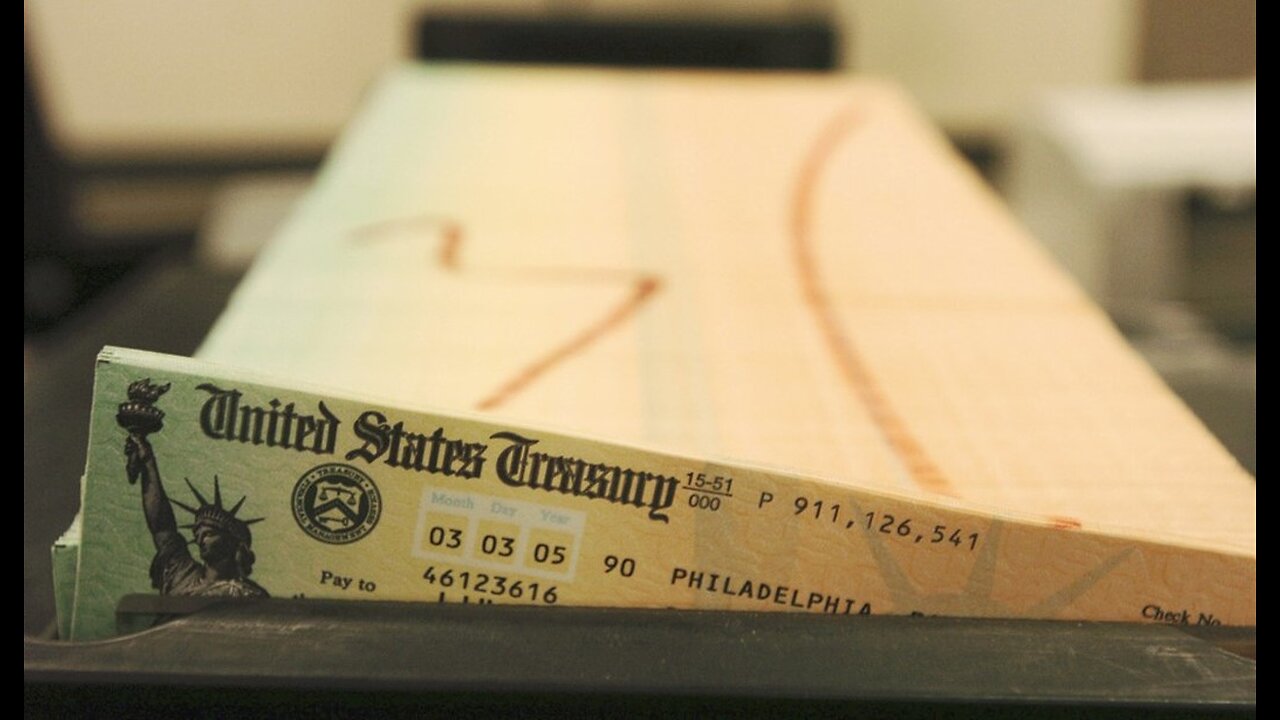 United States Treasury
15-51
000
P 911,126,541
Month Day Year
03 03 05
90 PHILADELPHIA
46123616
Pay to
Check No.